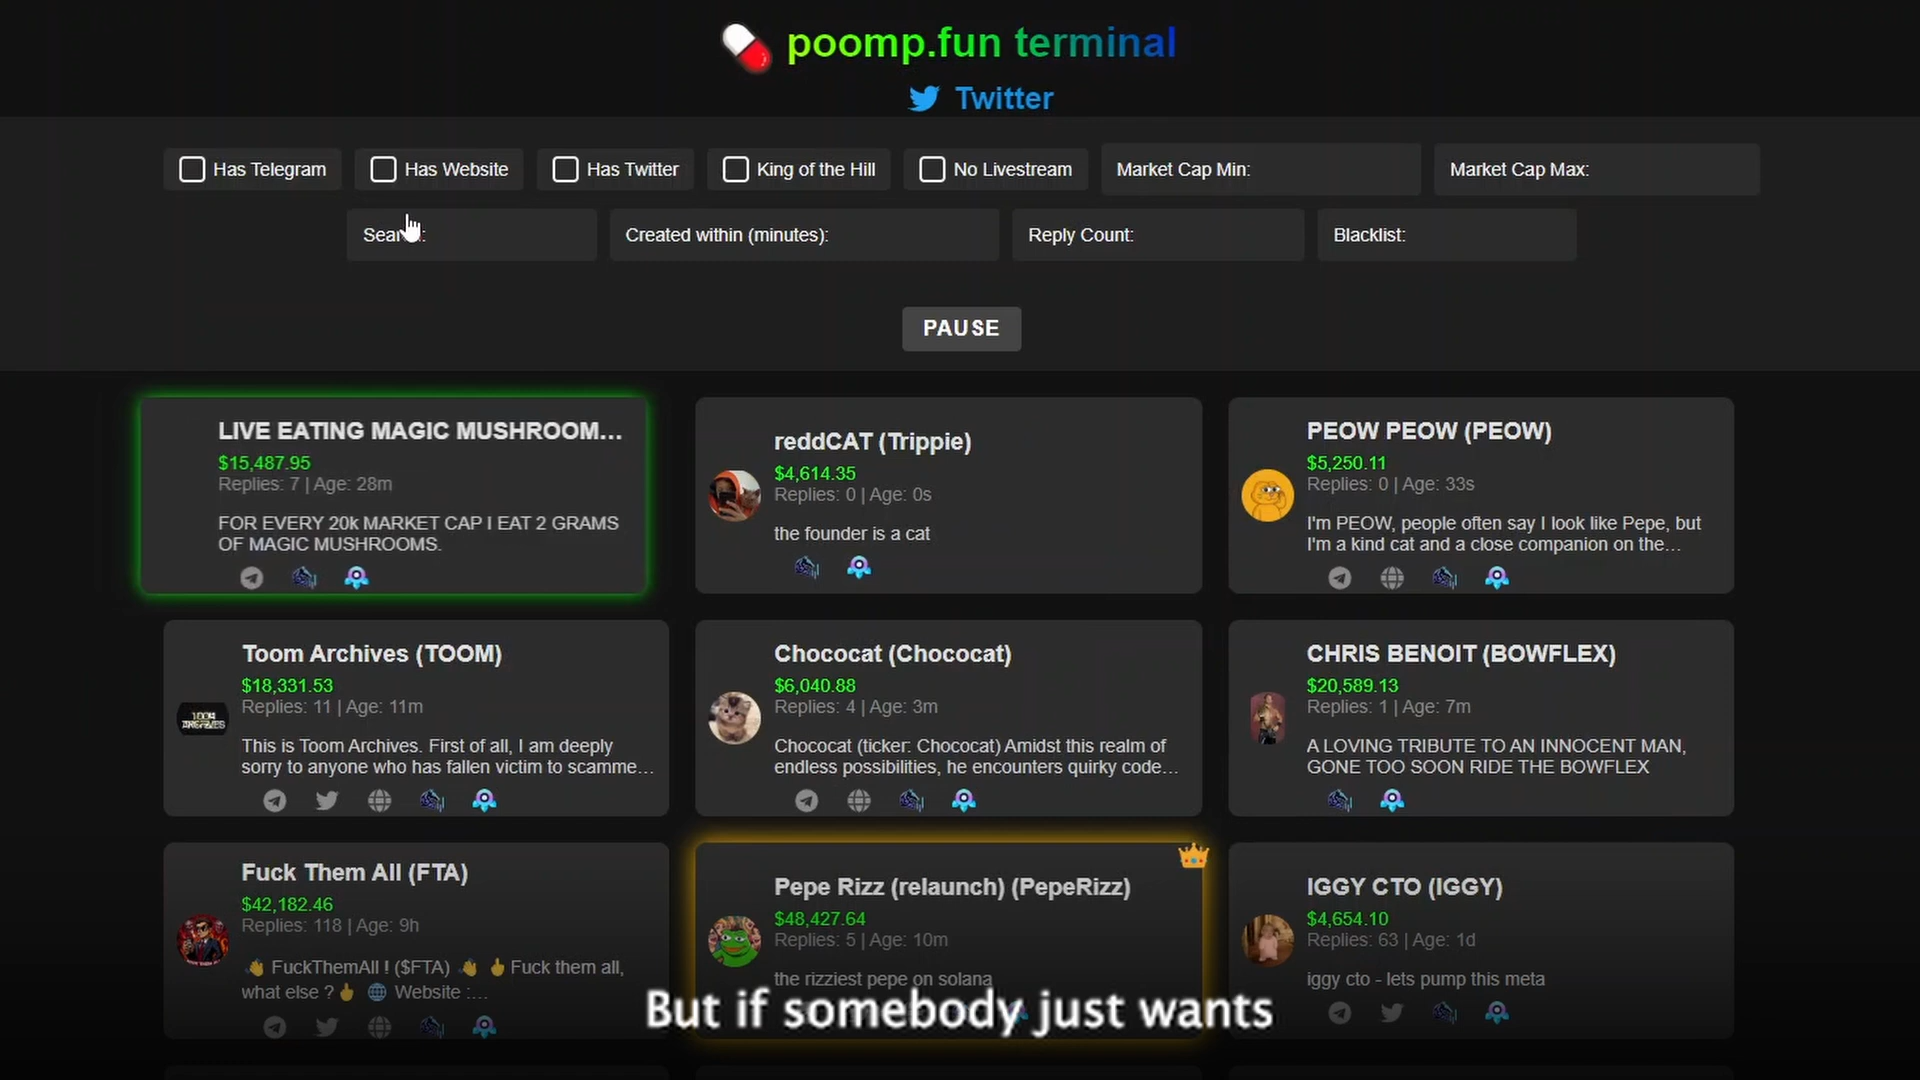 poomp.fun terminal
Twitter
Has Telegram
Has Website
Has Twitter
King of the Hill
No Livestream
Market Cap Min:
Market Cap Max:
Search:
Created within (minutes):
Reply Count:
Blacklist:
PAUSE
LIVE EATING MAGIC MUSHROOM...
$15,487.95
Replies: 7 | Age: 28m
FOR EVERY 20k MARKET CAP I EAT 2 GRAMS
OF MAGIC MUSHROOMS.
reddCAT (Trippie)
$4,614.35
Replies: 0 | Age: 0s
the founder is a cat
PEOW PEOW (PEOW)
$5,250.11
Replies: 0 | Age: 33s
I'm PEOW, people often say I look like Pepe, but
I'm a kind cat and a close companion on the...
Toom Archives (TOOM)
$18,331.53
Replies: 11 | Age: 11m
This is Toom Archives. First of all, I am deeply
sorry to anyone who has fallen victim to scamme...
Chococat (Chococat)
$6,040.88
Replies: 4 | Age: 3m
Chococat (ticker: Chococat) Amidst this realm of
endless possibilities, he encounters quirky code...
CHRIS BENOIT (BOWFLEX)
$20,589.13
Replies: 1 | Age: 7m
A LOVING TRIBUTE TO AN INNOCENT MAN,
GONE TOO SOON RIDE THE BOWFLEX
Fuck Them All (FTA)
$42,182.46
Replies: 118 | Age: 9h
👋 FuckThemAll ! ($FTA) 👋 🖕Fuck them all,
what else ?🖕 🌐 Website :...
Pepe Rizz (relaunch) (PepeRizz)
$48,427.64
Replies: 5 | Age: 10m
the rizziest pepe on solana
IGGY CTO (IGGY)
$4,654.10
Replies: 63 | Age: 1d
iggy cto - lets pump this meta
But if somebody just wants